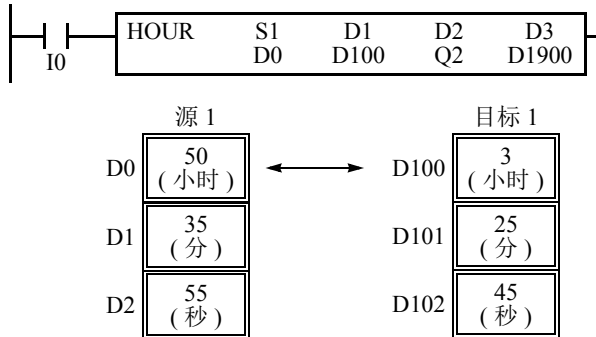 HOUR S1 D1 D2 D3
I0 D0 D100 Q2 D1900
源 1 目标 1
D0 50 (小时) D100 3 (小时)
D1 35 (分) D101 25 (分)
D2 55 (秒) D102 45 (秒)